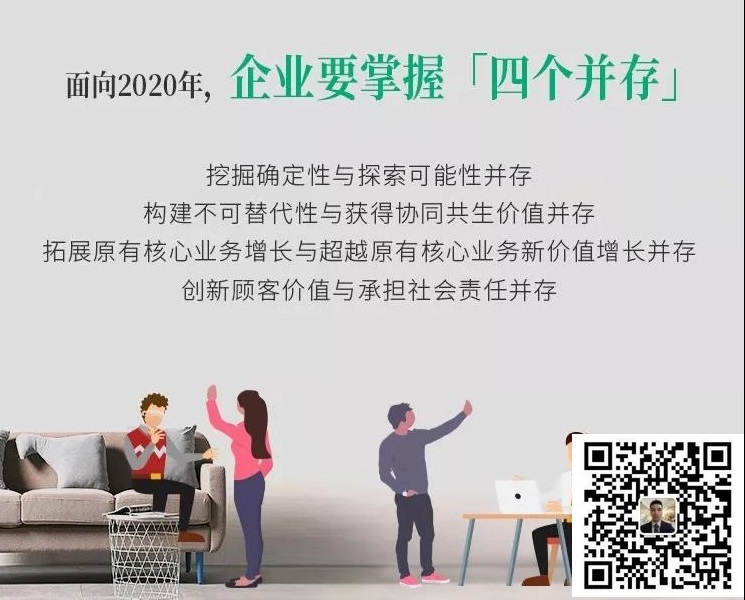 面向2020年，企业要掌握「四个并存」
挖掘确定性与探索可能性并存
构建不可替代性与获得协同共生价值并存
拓展原有核心业务增长与超越原有核心业务新价值增长并存
创新顾客价值与承担社会责任并存